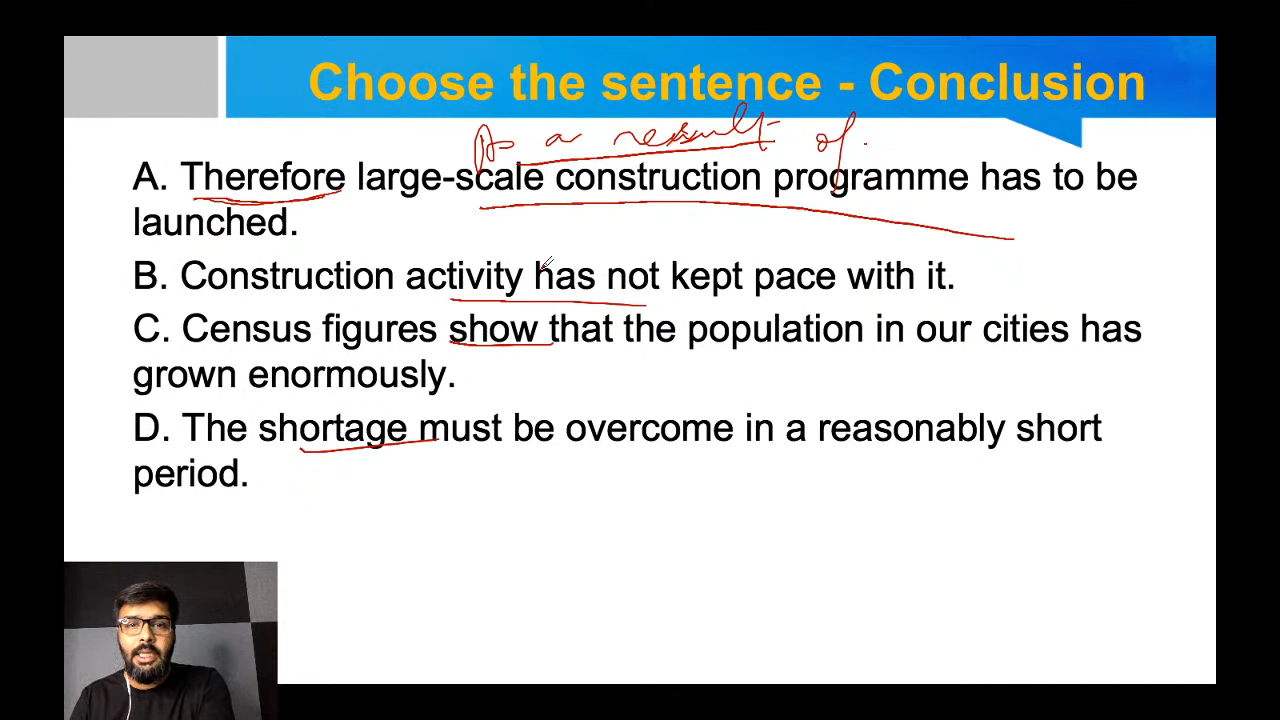 Choose the sentence - Conclusion
As a result of.
A. Therefore large-scale construction programme has to be
launched.
B. Construction activity has not kept pace with it.
C. Census figures show that the population in our cities has
grown enormously.
D. The shortage must be overcome in a reasonably short
period.